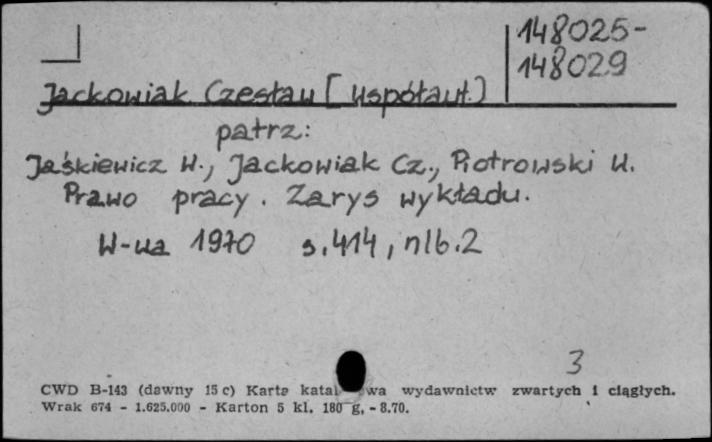 148025-
148029
Jackowiak Czesław [współaut.)
patrz:
Jaśkiewicz W., Jackowiak Cz., Piotrowski W.
Prawo pracy. Zarys wykładu.
W-wa 1970 s. 414, nlb. 2
3
CWD B-143 (dawny 15 c) Karta katal wa wydawnictw zwartych i ciągłych.
Wrak 674 - 1.625.000 - Karton 5 kl. 180 g. - 8.70.